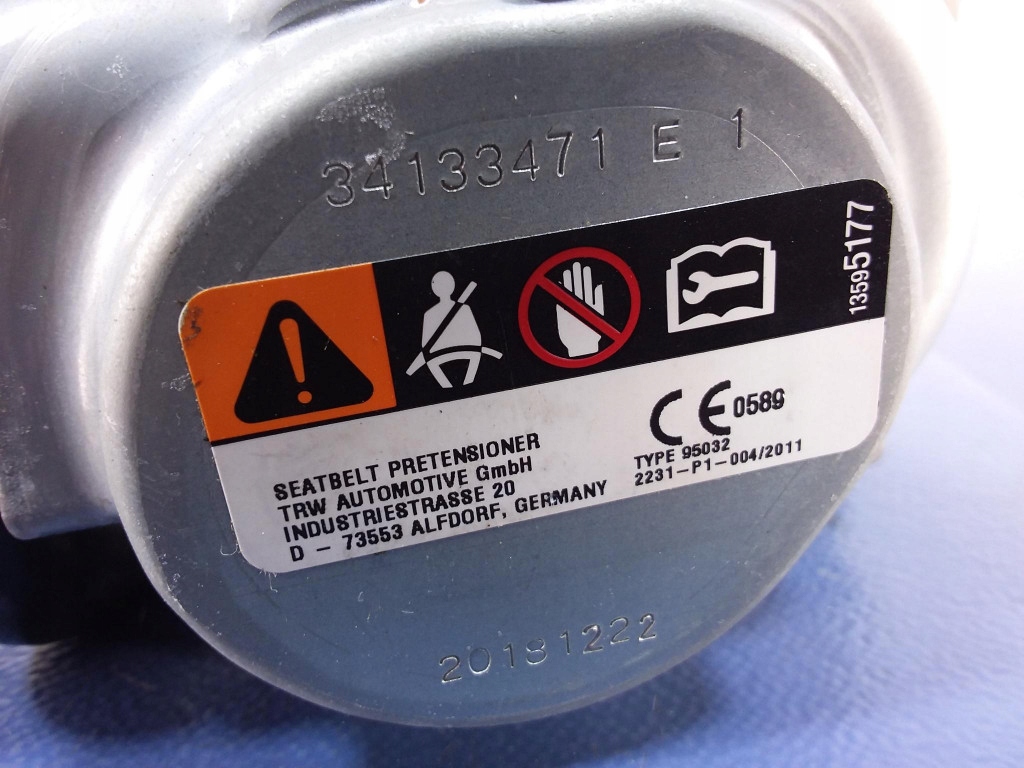 34133471 E 1
13595177
CE 0589
SEATBELT PRETENSIONER
TRW AUTOMOTIVE GmbH
INDUSTRIESTRASSE 20
D - 73553 ALFDORF, GERMANY
TYPE 95032
2231-P1-004/2011
20181222